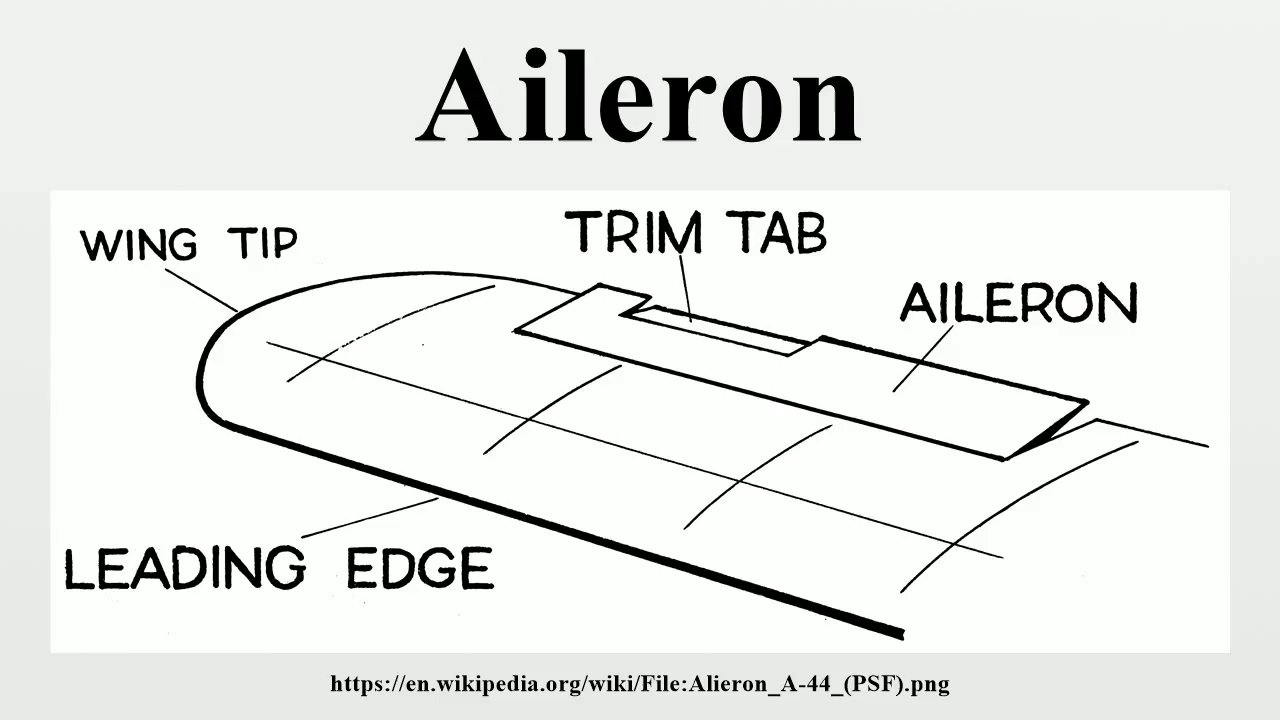 Aileron
WING TIP
TRIM TAB
AILERON
LEADING EDGE
https://en.wikipedia.org/wiki/File:Alieron_A-44_(PSF).png